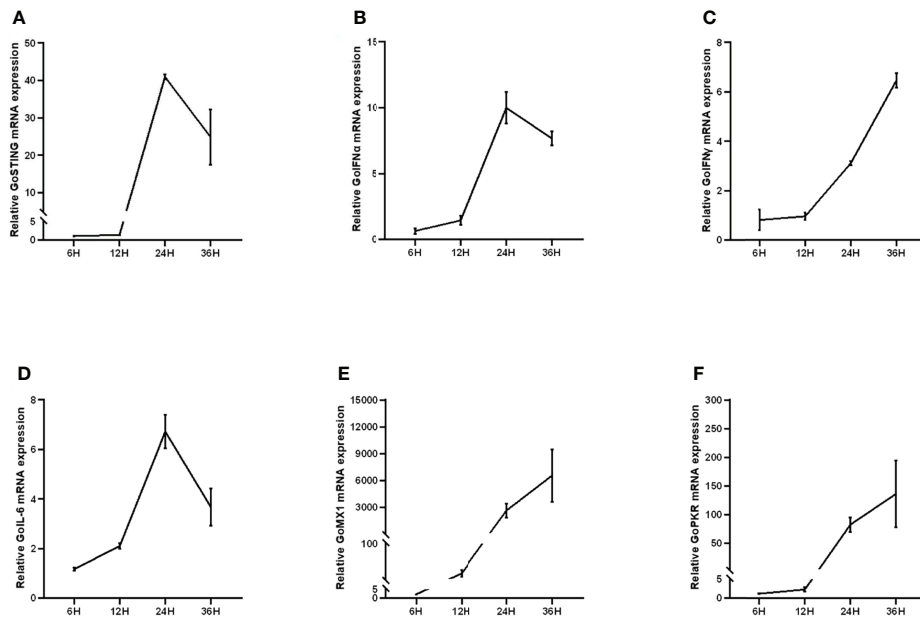 A
Relative GoSTING mRNA expression
50
40
30
20
10
5
0
6H 12H 24H 36H
B
Relative GoIFNα mRNA expression
15
10
5
0
6H 12H 24H 36H
C
Relative GoIFNγ mRNA expression
8
6
4
2
0
6H 12H 24H 36H
D
Relative GoIL-6 mRNA expression
8
6
4
2
0
6H 12H 24H 36H
E
Relative GoMX1 mRNA expression
15000
12000
9000
6000
3000
100
5
0
6H 12H 24H 36H
F
Relative GoPKR mRNA expression
300
250
200
150
100
50
5
0
6H 12H 24H 36H